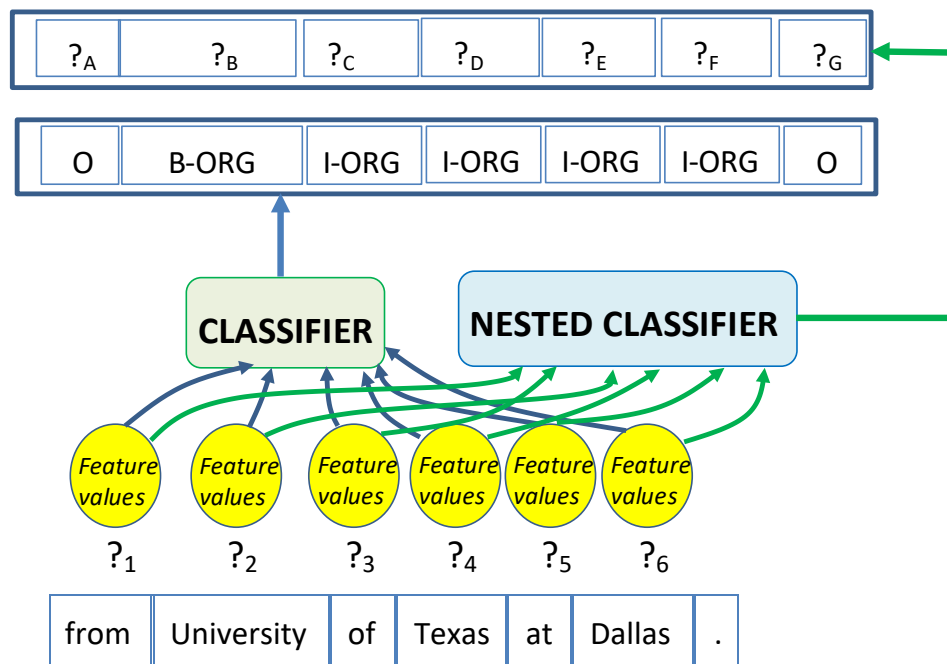 ?A ?B ?C ?D ?E ?F ?G
O B-ORG I-ORG I-ORG I-ORG I-ORG O
CLASSIFIER NESTED CLASSIFIER
Feature Feature Feature Feature Feature Feature
values values values values values values
?1 ?2 ?3 ?4 ?5 ?6
from University of Texas at Dallas .